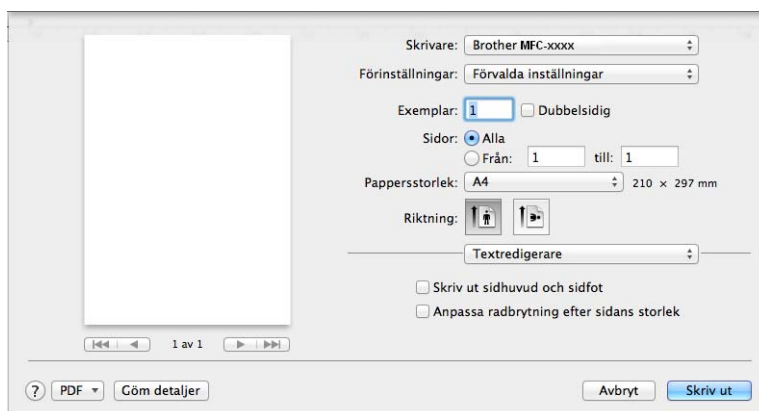 Skrivare: Brother MFC-xxxx
Förinställningar: Förvalda inställningar
Exemplar: 1 Dubbelsidig
Sidor: Alla
Från: 1 till: 1
Pappersstorlek: A4 210 × 297 mm
Riktning:
Textredigerare
Skriv ut sidhuvud och sidfot
Anpassa radbrytning efter sidans storlek
1 av 1
? PDF Göm detaljer Avbryt Skriv ut